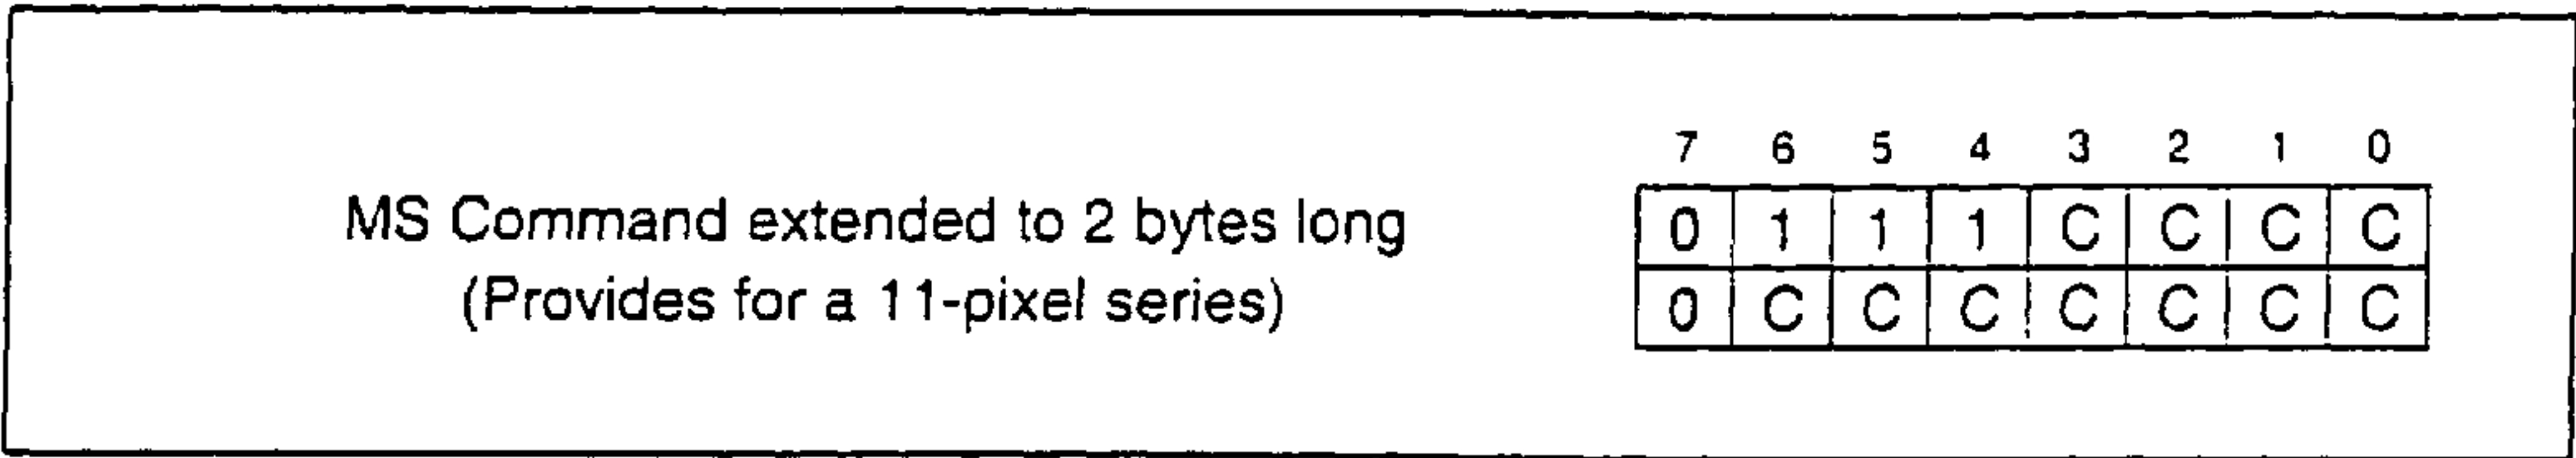 7 6 5 4 3 2 1 0
MS Command extended to 2 bytes long
0 1 1 1 C C C C
(Provides for a 11-pixel series)
0 C C C C C C C